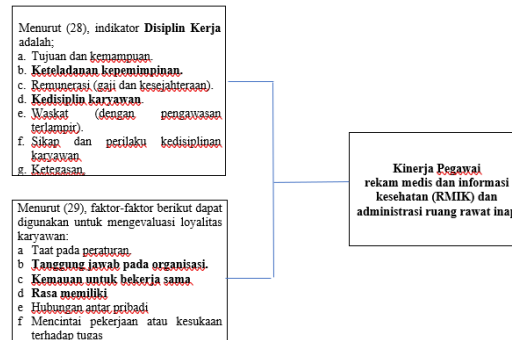 Menurut (28), indikator Disiplin Kerja
adalah;
a. Tujuan dan kemampuan.
b. Keteladanan kepemimpinan.
c. Remunerasi (gaji dan kesejahteraan).
d. Kedisiplin karyawan.
e. Waskat (dengan pengawasan
terlampir).
f. Sikap dan perilaku kedisiplinan
karyawan
g. Ketegasan.
Menurut (29), faktor-faktor berikut dapat
digunakan untuk mengevaluasi loyalitas
karyawan:
a Taat pada peraturan.
b Tanggung jawab pada organisasi.
c Kemauan untuk bekerja sama
d Rasa memiliki
e Hubungan antar pribadi
f Mencintai pekerjaan atau kesukaan
terhadap tugas
Kinerja Pegawai
rekam medis dan informasi
kesehatan (RMIK) dan
administrasi ruang rawat inap